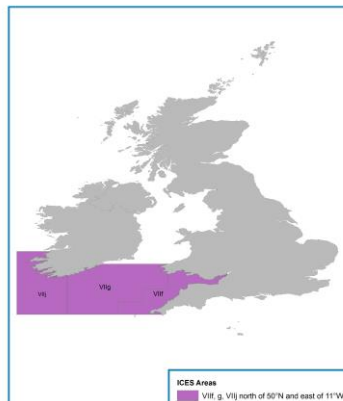 VIIj
VIIg
VIIf
ICES Areas
VIIf, g, VIIj north of 50°N and east of 11°W